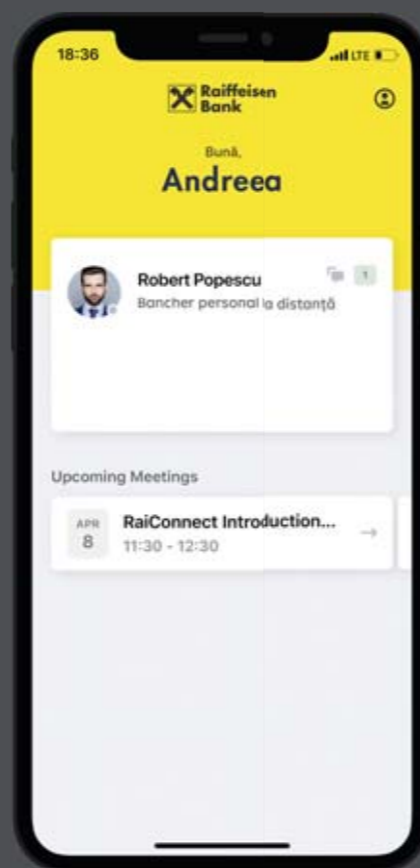 18:36
LTE
Raiffeisen
Bank
Bună,
Andreea
Robert Popescu
1
Bancher personal la distanță
Upcoming Meetings
APR
8
RaiConnect Introduction...
11:30 - 12:30